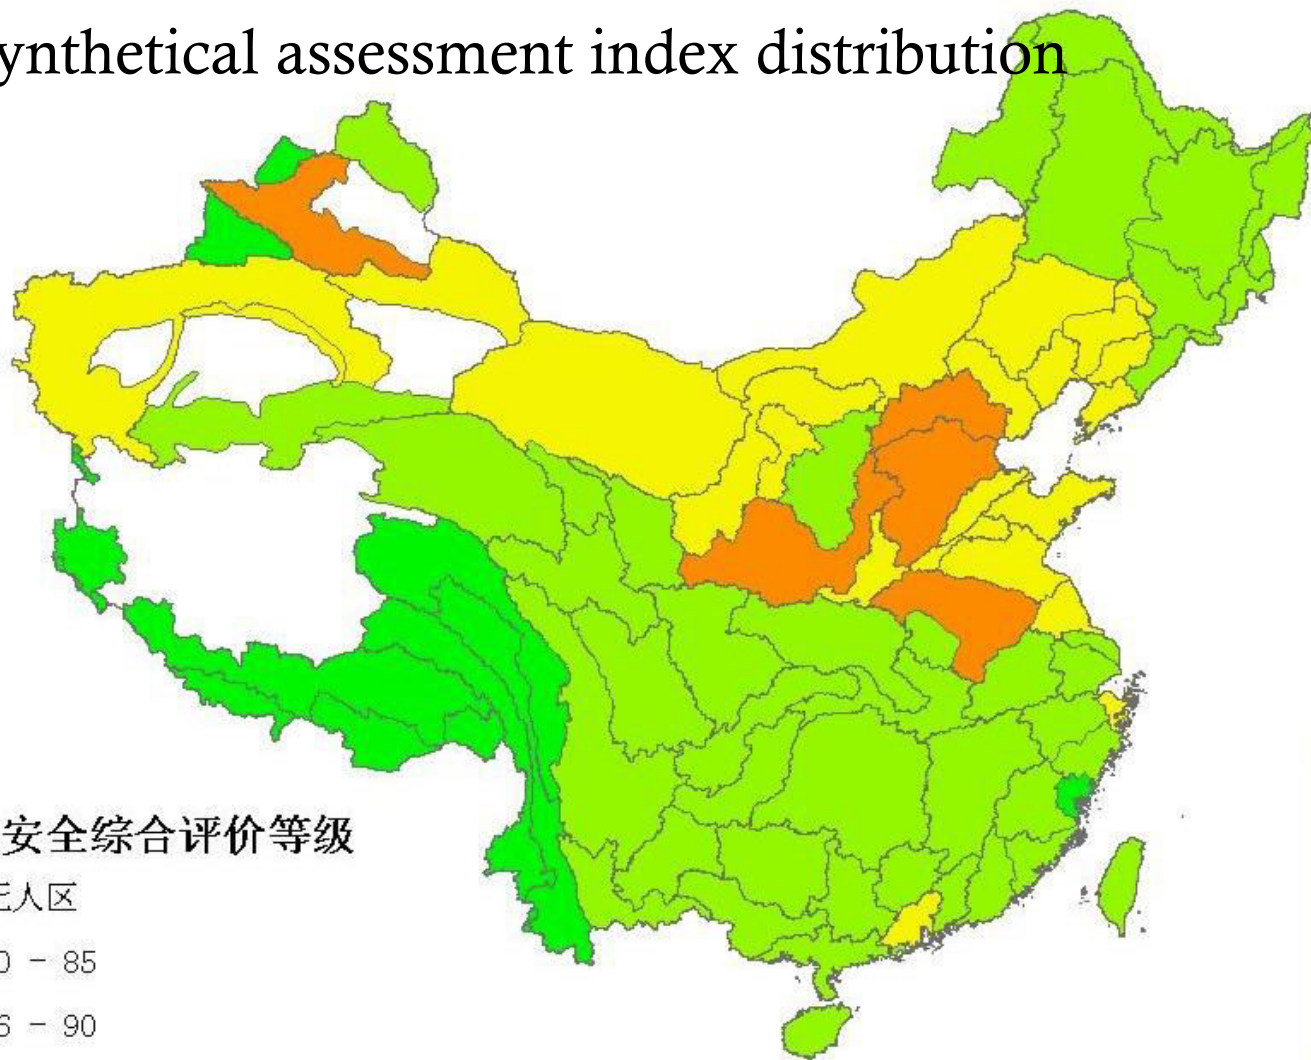 ynthetical assessment index distribution
安全综合评价等级
无人区
0 - 85
6 - 90